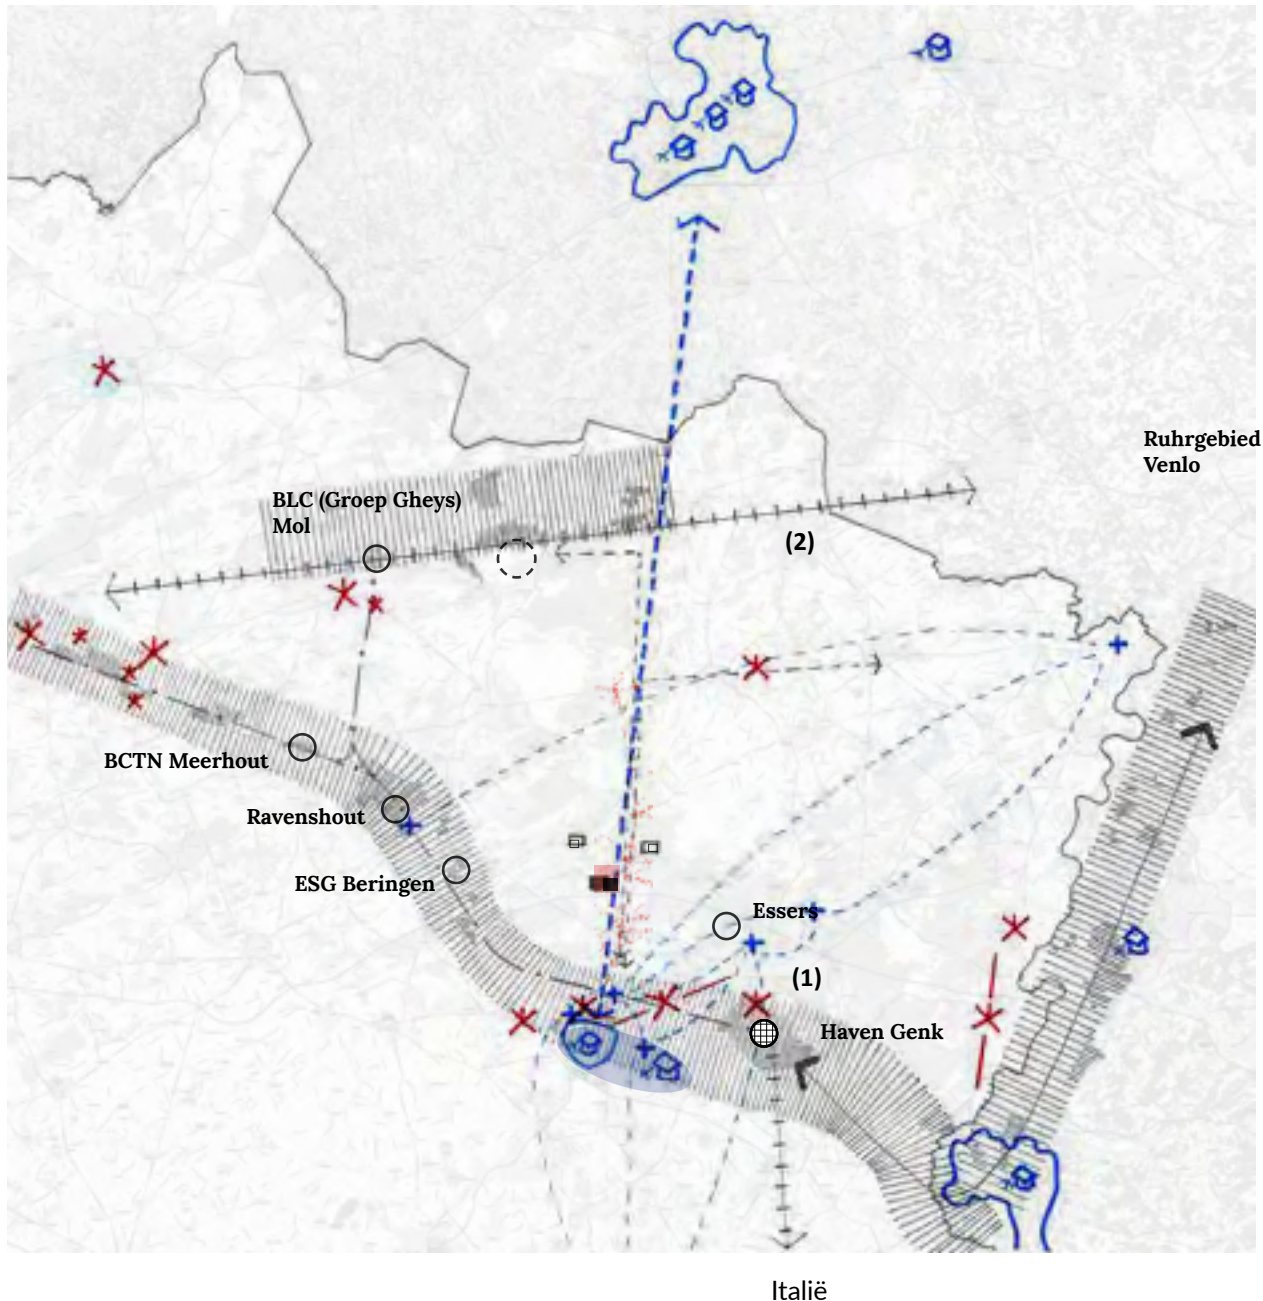 Ruhrgebied
Venlo
BLC (Groep Gheys)
Mol
(2)
BCTN Meerhout
Ravenshout
ESG Beringen
Essers
(1)
Haven Genk
Italië